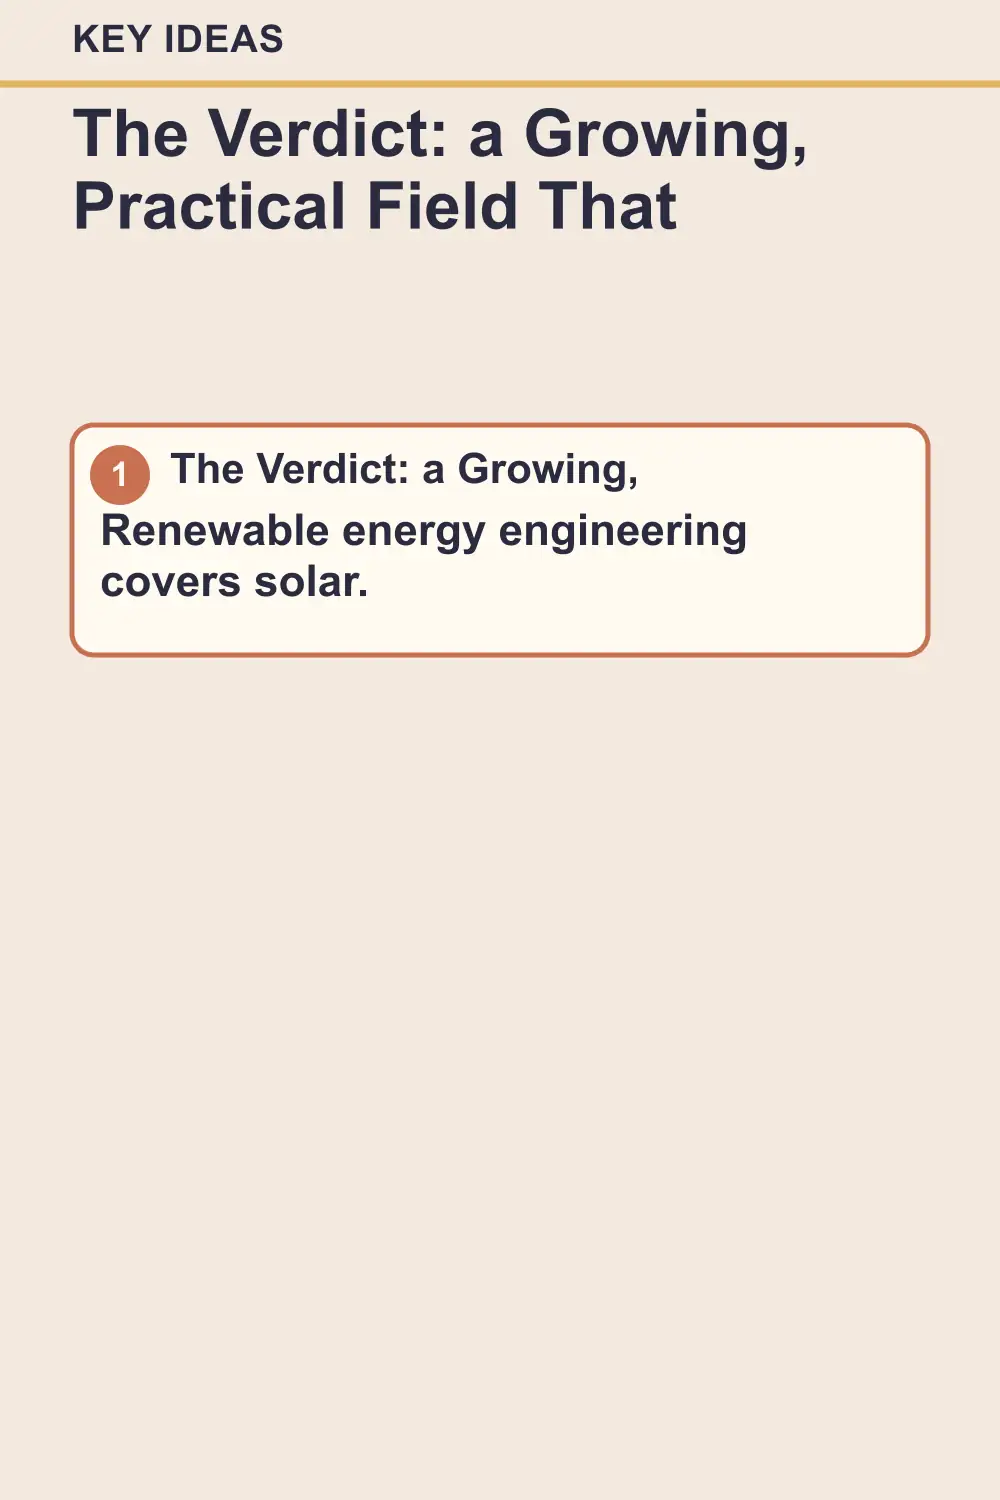 KEY IDEAS
The Verdict: a Growing,
Practical Field That
1 The Verdict: a Growing,
Renewable energy engineering
covers solar.